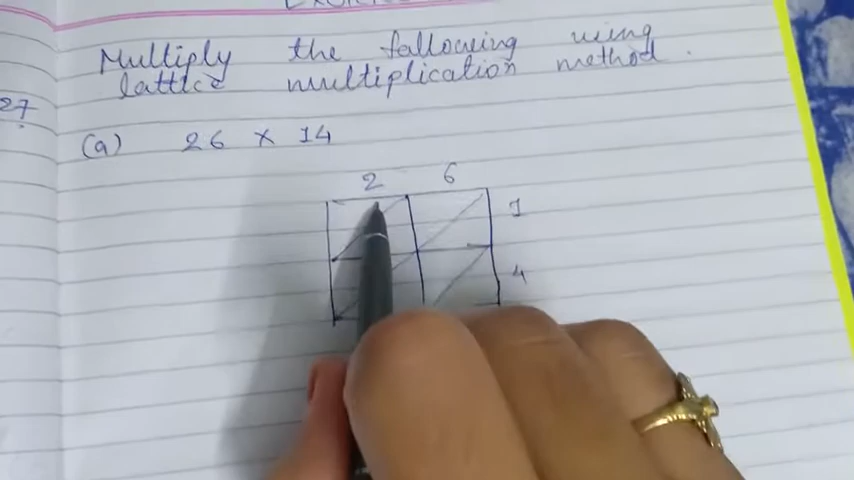 Multiply the following using
lattice multiplication method.
27
(a) 26 x 14
2 6
1
4